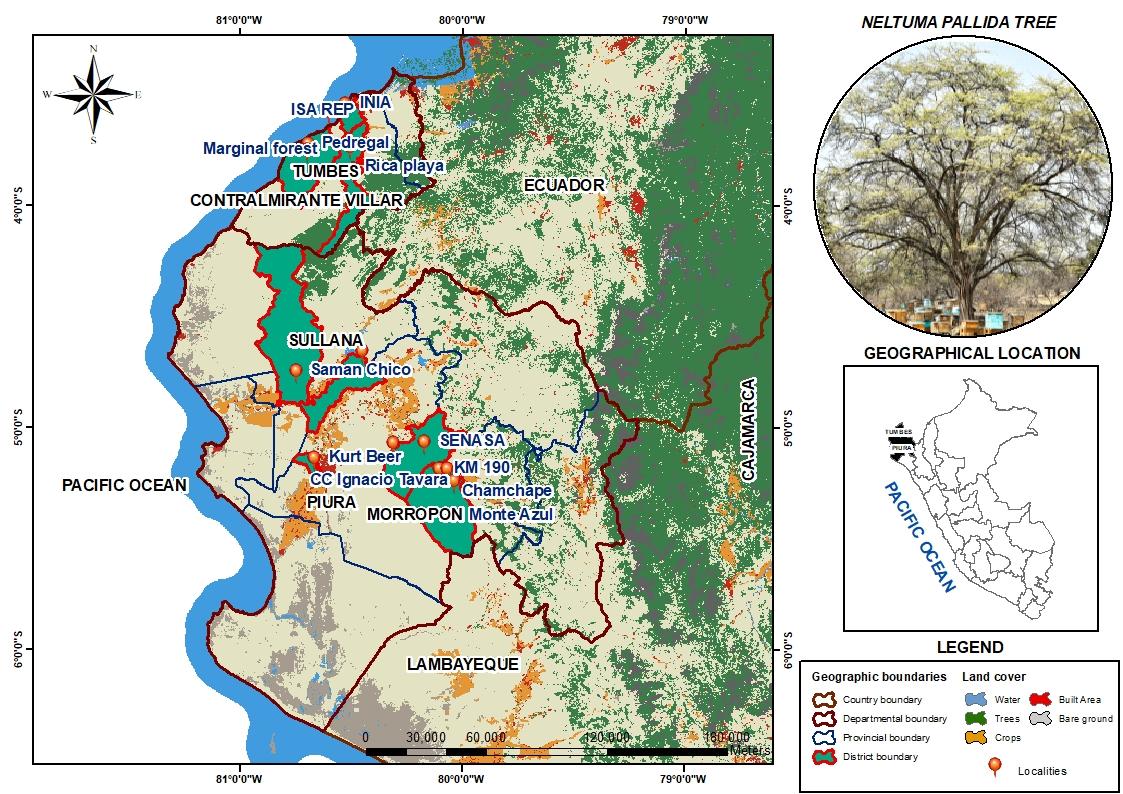 81°0'0"W 80°0'0"W 79°0'0"W
NELTUMA PALLIDA TREE
N
W E
S
ISA REP INIA
Marginal forest Pedregal
TUMBES Rica playa
CONTRALMIRANTE VILLAR
ECUADOR
4°0'0"S 4°0'0"S
SULLANA
Saman Chico
GEOGRAPHICAL LOCATION
TUMBES
PIURA
PACIFIC OCEAN
CAJAMARCA
5°0'0"S 5°0'0"S
SENASA
Kurt Beer KM 190
CC Ignacio Tavara
Chamchape
PACIFIC OCEAN
PIURA
MORROPON Monte Azul
6°0'0"S 6°0'0"S
LAMBAYEQUE
0 30,000 60,000 120,000 180,000
Meters
81°0'0"W 80°0'0"W 79°0'0"W
LEGEND
Geographic boundaries Land cover
Country boundary Water Built Area
Departmental boundary Trees Bare ground
Provincial boundary Crops
District boundary Localities